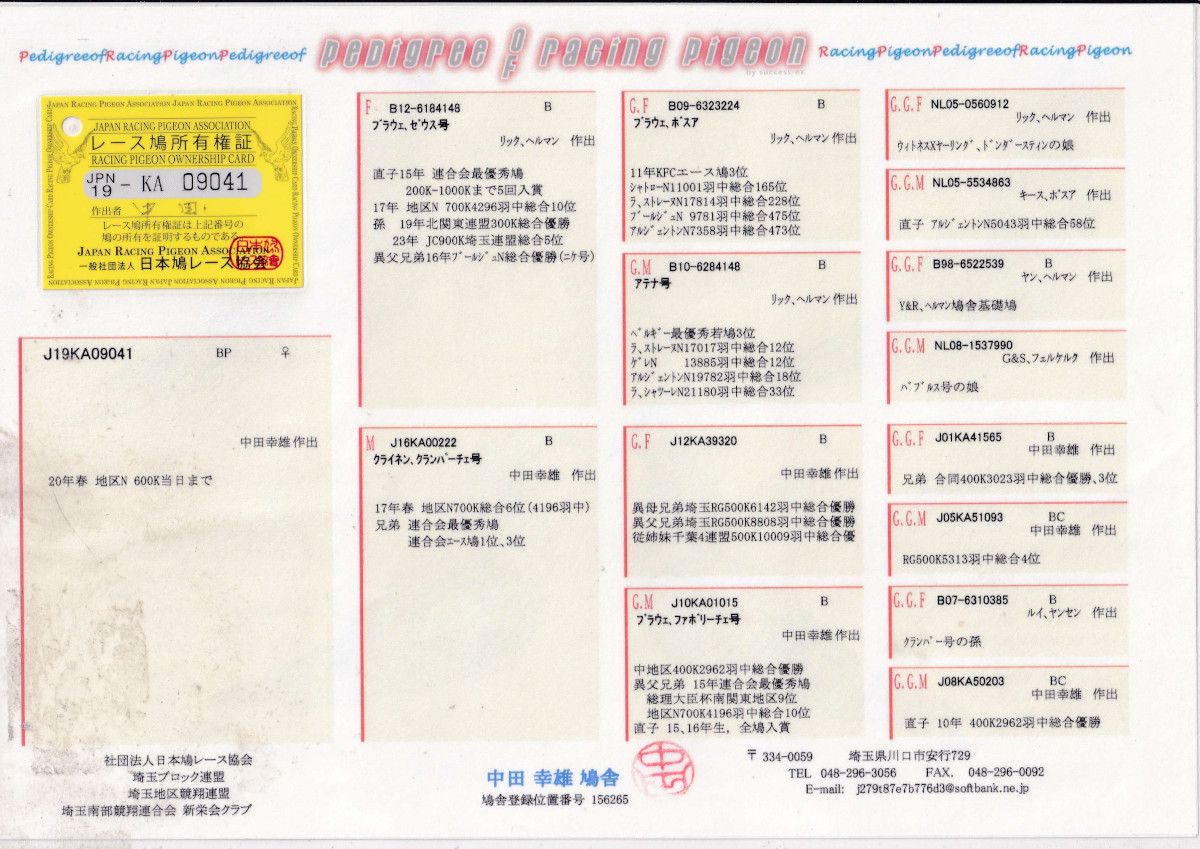 PedigreeofRacingPigeonPedigreeof
pedigree OF racing pigeon
by success-ex
RacingPigeonPedigreeofRacingPigeon
JAPAN RACING PIGEON ASSOCIATION JAPAN RACING PIGEON ASSOCIATION
JAPAN RACING PIGEON ASSOCIATION
レース鳩所有権証
RACING PIGEON OWNERSHIP CARD
JPN 19 - KA 09041
作出者 中田
レース鳩所有権証は上記番号の
鳩の所有を証明するものである
JAPAN RACING PIGEON ASSOCIATION
一般社団法人 日本鳩レース協会
J19KA09041 BP ♀
中田幸雄 作出
20年春 地区N 600K当日まで
F B12-6184148 B
ブラウェ、ゼウス号
リック、ヘルマン 作出
直子15年 連合会最優秀鳩
200K-1000Kまで5回入賞
17年 地区N 700K4296羽中総合10位
孫 19年北関東連盟300K総合優勝
23年 JC900K埼玉連盟総合5位
異父兄弟16年ブールジュN総合優勝(ニケ号)
M J16KA00222 B
クライネン、クランパーチェ号
中田幸雄 作出
17年春 地区N700K総合6位(4196羽中)
兄弟 連合会最優秀鳩
連合会エース鳩1位、3位
G.F B09-6323224 B
ブラウェ、ボスア
リック、ヘルマン 作出
11年KFCエース鳩3位
シャトローN11001羽中総合165位
ラ、ストレーヌN17814羽中総合228位
ブールジュN 9781羽中総合475位
アルジェントンN7358羽中総合473位
G.M B10-6284148 B
アテナ号
リック、ヘルマン 作出
ベルギー最優秀若鳩3位
ラ、ストレーヌN17017羽中総合12位
ゲレN 13885羽中総合12位
アルジェントンN19782羽中総合18位
ラ、シャツーレN21180羽中総合33位
G.F J12KA39320 B
中田幸雄 作出
異母兄弟埼玉RG500K6142羽中総合優勝
異父兄弟埼玉RG500K8808羽中総合優勝
従姉妹千葉4連盟500K10009羽中総合優
G.M J10KA01015 B
ブラウェ、ファボリーチェ号
中田幸雄 作出
中地区400K2962羽中総合優勝
異父兄弟 15年連合会最優秀鳩
総理大臣杯南関東地区9位
地区N700K4196羽中総合10位
直子 15、16年生, 全鳩入賞
G.G.F NL05-0560912
リック、ヘルマン 作出
ウィトネスXヤーリング、ドンダースティンの娘
G.G.M NL05-5534863
キース、ボスア 作出
直子 アルジェントンN5043羽中総合58位
G.G.F B98-6522539 B
ヤン、ヘルマン 作出
Y&R、ヘルマン鳩舎基礎鳩
G.G.M NL08-1537990
G&S、フェルケルク 作出
バブルス号の娘
G.G.F J01KA41565 B
中田幸雄 作出
兄弟 合同400K3023羽中総合優勝、3位
G.G.M J05KA51093 BC
中田幸雄 作出
RG500K5313羽中総合4位
G.G.F B07-6310385 B
ルイ、ヤンセン 作出
クランパー号の孫
G.G.M J08KA50203 BC
中田幸雄 作出
直子 10年 400K2962羽中総合優勝
社団法人日本鳩レース協会
埼玉ブロック連盟
埼玉地区競翔連盟
埼玉南部競翔連合会 新栄会クラブ
中田 幸雄 鳩舎
鳩舎登録位置番号 156265
〒 334-0059 埼玉県川口市安行729
TEL 048-296-3056 FAX. 048-296-0092
E-mail: j279t87e7b776d3@softbank.ne.jp